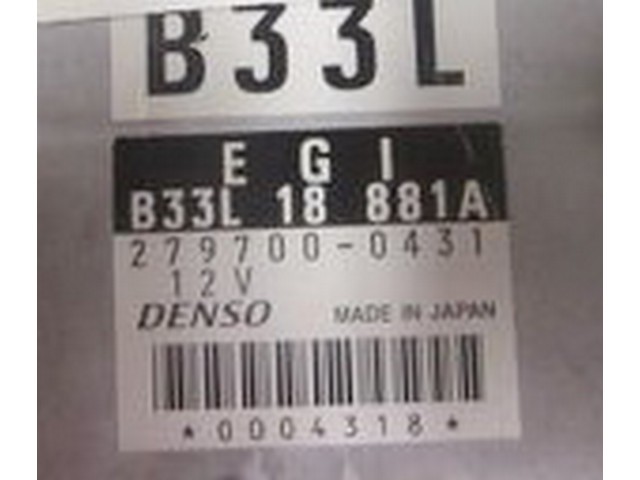 B33L
E G I
B33L 18 881A
279700-0431
12V
DENSO MADE IN JAPAN
*0004318*